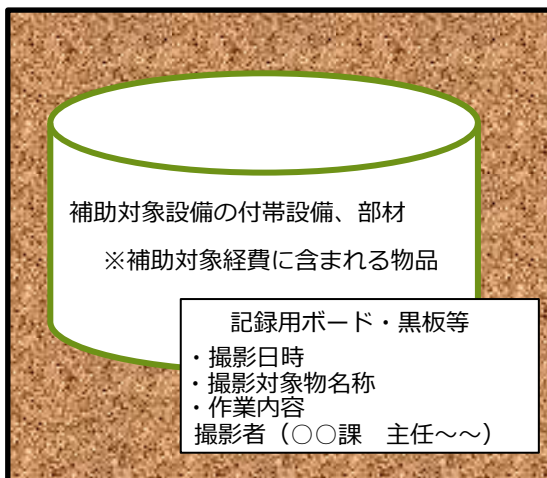 補助対象設備の付帯設備、部材
※補助対象経費に含まれる物品
記録用ボード・黒板等
・撮影日時
・撮影対象物名称
・作業内容
撮影者(○○課　主任～～)